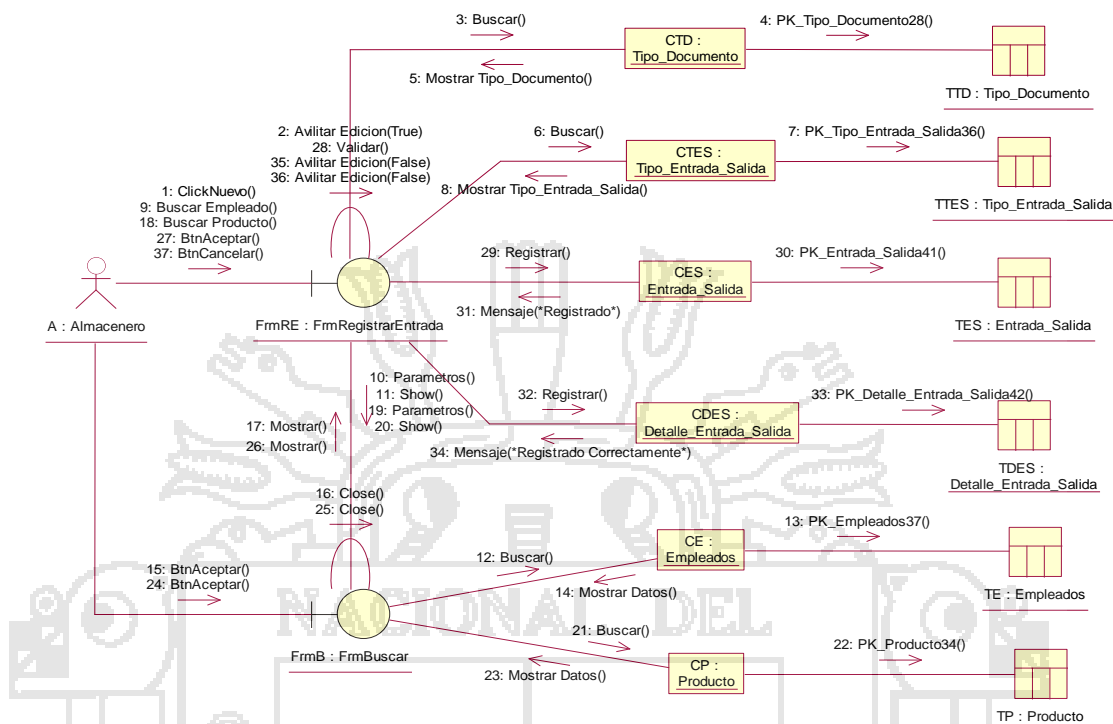 3: Buscar()
4: PK_Tipo_Documento28()
CTD :
Tipo_Documento
5: Mostrar Tipo_Documento()
TTD : Tipo_Documento
2: Avilitar Edicion(True)
28: Validar()
35: Avilitar Edicion(False)
36: Avilitar Edicion(False)
6: Buscar()
7: PK_Tipo_Entrada_Salida36()
CTES :
Tipo_Entrada_Salida
8: Mostrar Tipo_Entrada_Salida()
TTES : Tipo_Entrada_Salida
1: ClickNuevo()
9: Buscar Empleado()
18: Buscar Producto()
27: BtnAceptar()
37: BtnCancelar()
29: Registrar()
30: PK_Entrada_Salida41()
CES :
Entrada_Salida
31: Mensaje(*Registrado*)
A : Almacenero
FrmRE : FrmRegistrarEntrada
TES : Entrada_Salida
10: Parametros()
11: Show()
19: Parametros()
20: Show()
17: Mostrar()
26: Mostrar()
32: Registrar()
33: PK_Detalle_Entrada_Salida42()
CDES :
Detalle_Entrada_Salida
34: Mensaje(*Registrado Correctamente*)
TDES :
Detalle_Entrada_Salida
16: Close()
25: Close()
12: Buscar()
13: PK_Empleados37()
CE :
Empleados
14: Mostrar Datos()
TE : Empleados
15: BtnAceptar()
24: BtnAceptar()
NACIONAL DEL
21: Buscar()
22: PK_Producto34()
FrmB : FrmBuscar
23: Mostrar Datos()
CP :
Producto
TP : Producto